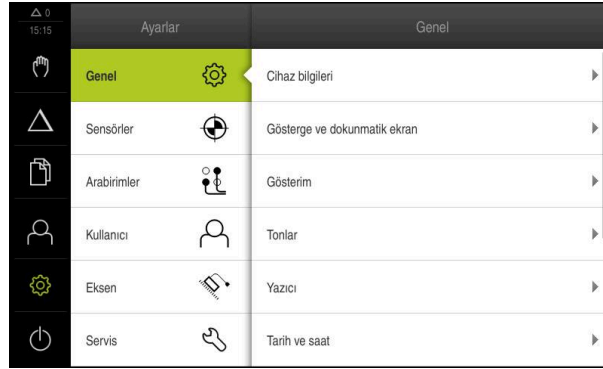 △ 0
15:15
Ayarlar
Genel
Genel
Sensörler
Arabirimler
Kullanıcı
Eksen
Servis
Cihaz bilgileri
Gösterge ve dokunmatik ekran
Gösterim
Tonlar
Yazıcı
Tarih ve saat